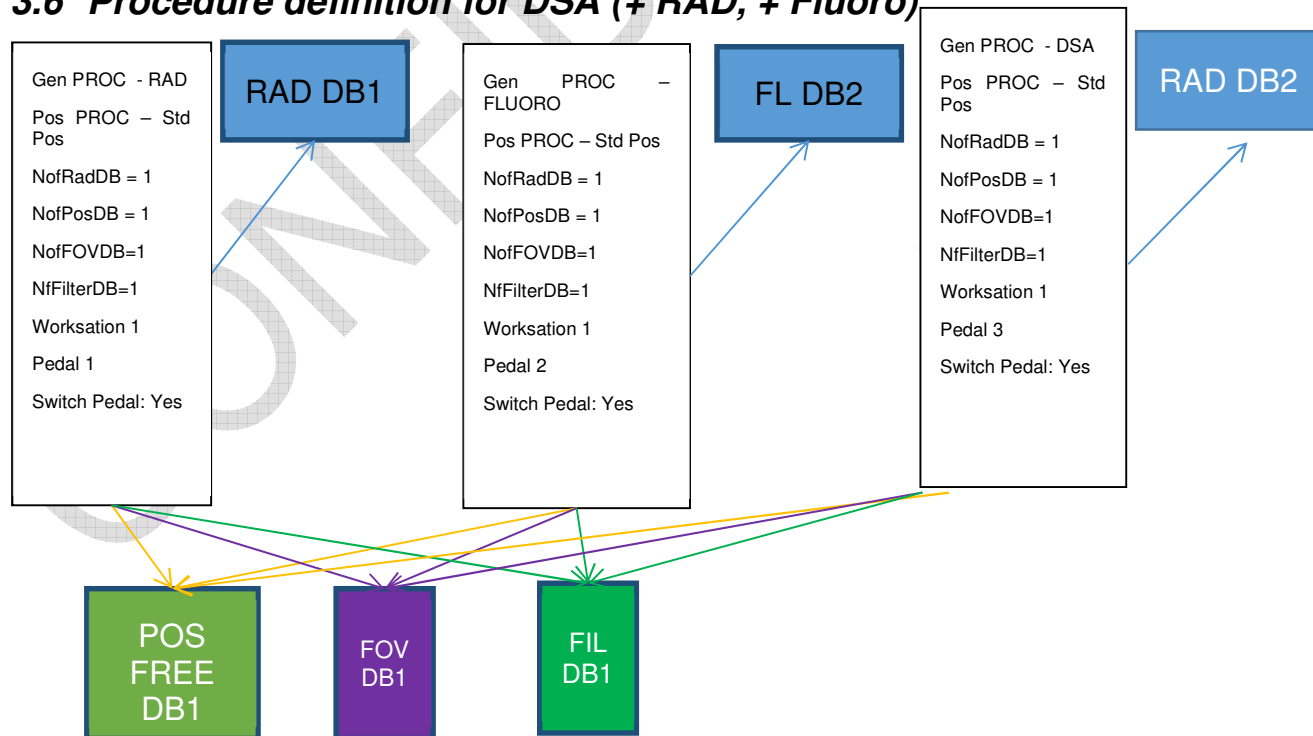 3.6 Procedure definition for DSA (+ RAD, + Fluoro)
Gen PROC - RAD
Pos PROC – Std
Pos
NofRadDB = 1
NofPosDB = 1
NofFOVDB=1
NfFilterDB=1
Worksation 1
Pedal 1
Switch Pedal: Yes
RAD DB1
Gen PROC –
FLUORO
Pos PROC – Std Pos
NofRadDB = 1
NofPosDB = 1
NofFOVDB=1
NfFilterDB=1
Worksation 1
Pedal 2
Switch Pedal: Yes
FL DB2
Gen PROC - DSA
Pos PROC – Std
Pos
NofRadDB = 1
NofPosDB = 1
NofFOVDB=1
NfFilterDB=1
Worksation 1
Pedal 3
Switch Pedal: Yes
RAD DB2
POS
FREE
DB1
FOV
DB1
FIL
DB1